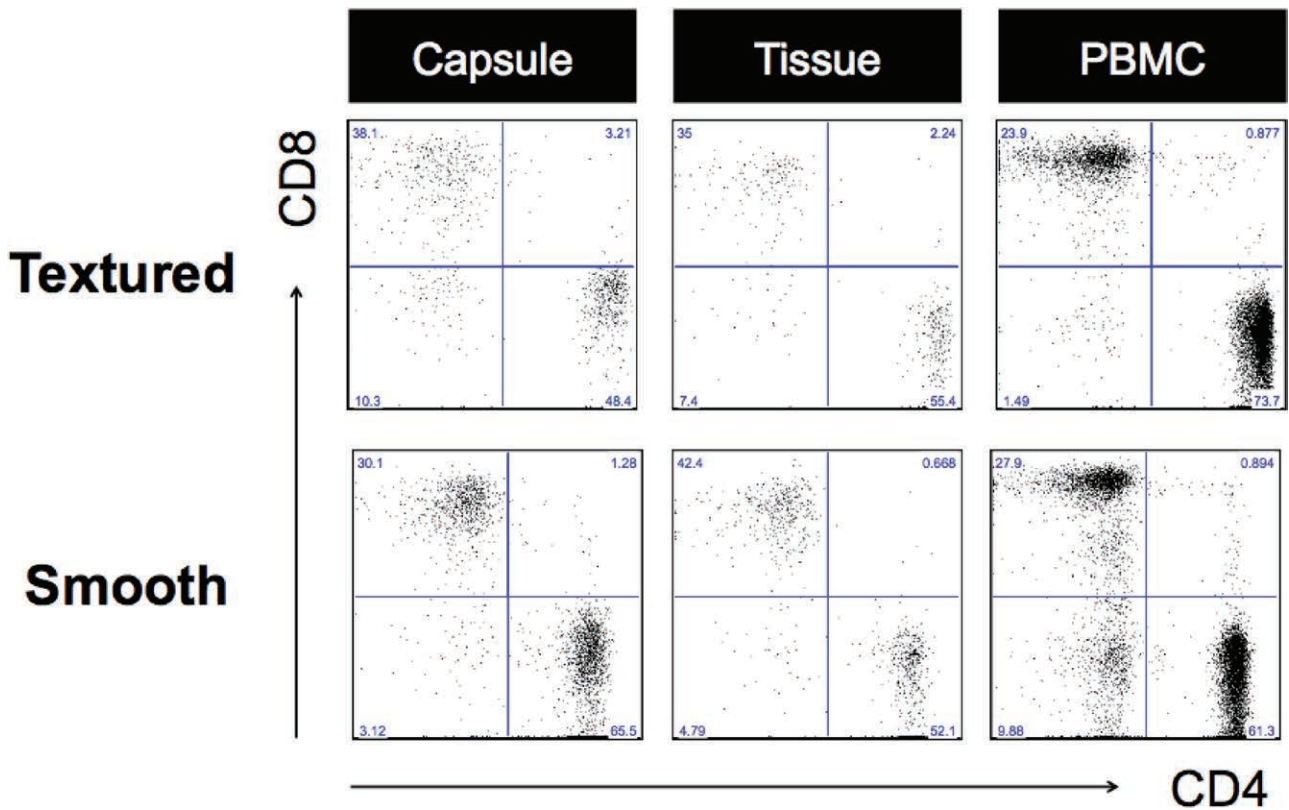 Capsule Tissue PBMC
CD8
Textured
38.1 3.21 35 2.24 23.9 0.877
10.3 48.4 7.4 55.4 1.49 73.7
Smooth
30.1 1.28 42.4 0.668 27.9 0.894
3.12 65.5 4.79 52.1 9.88 61.3
CD4